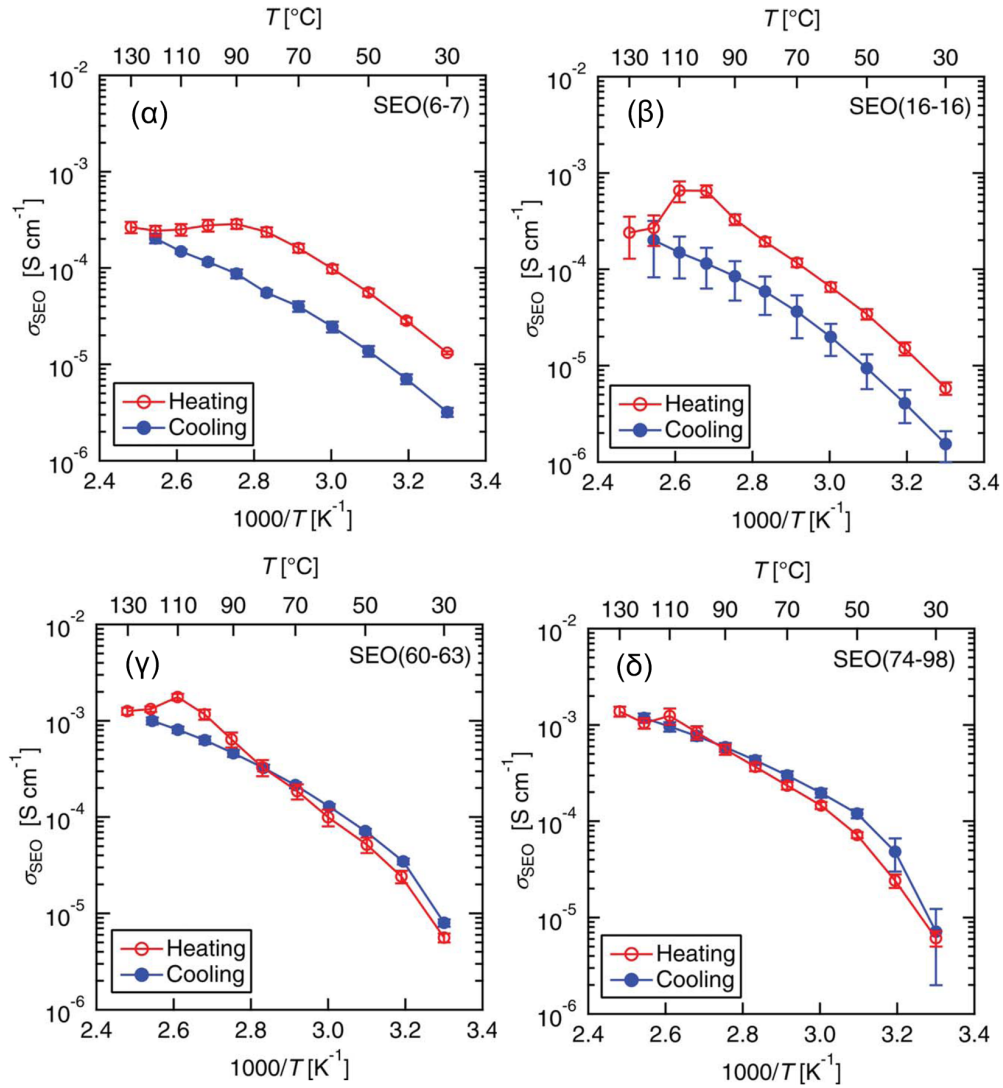 T [°C]
130 110 90 70 50 30
10⁻²
(α)
SEO(6-7)
10⁻³
10⁻⁴
10⁻⁵
10⁻⁶
σSEO [S cm⁻¹]
Heating
Cooling
2.4 2.6 2.8 3.0 3.2 3.4
1000/T [K⁻¹]
T [°C]
130 110 90 70 50 30
10⁻²
(β)
SEO(16-16)
10⁻³
10⁻⁴
10⁻⁵
10⁻⁶
σSEO [S cm⁻¹]
Heating
Cooling
2.4 2.6 2.8 3.0 3.2 3.4
1000/T [K⁻¹]
T [°C]
130 110 90 70 50 30
10⁻²
(γ)
SEO(60-63)
10⁻³
10⁻⁴
10⁻⁵
10⁻⁶
σSEO [S cm⁻¹]
Heating
Cooling
2.4 2.6 2.8 3.0 3.2 3.4
1000/T [K⁻¹]
T [°C]
130 110 90 70 50 30
10⁻²
(δ)
SEO(74-98)
10⁻³
10⁻⁴
10⁻⁵
10⁻⁶
σSEO [S cm⁻¹]
Heating
Cooling
2.4 2.6 2.8 3.0 3.2 3.4
1000/T [K⁻¹]